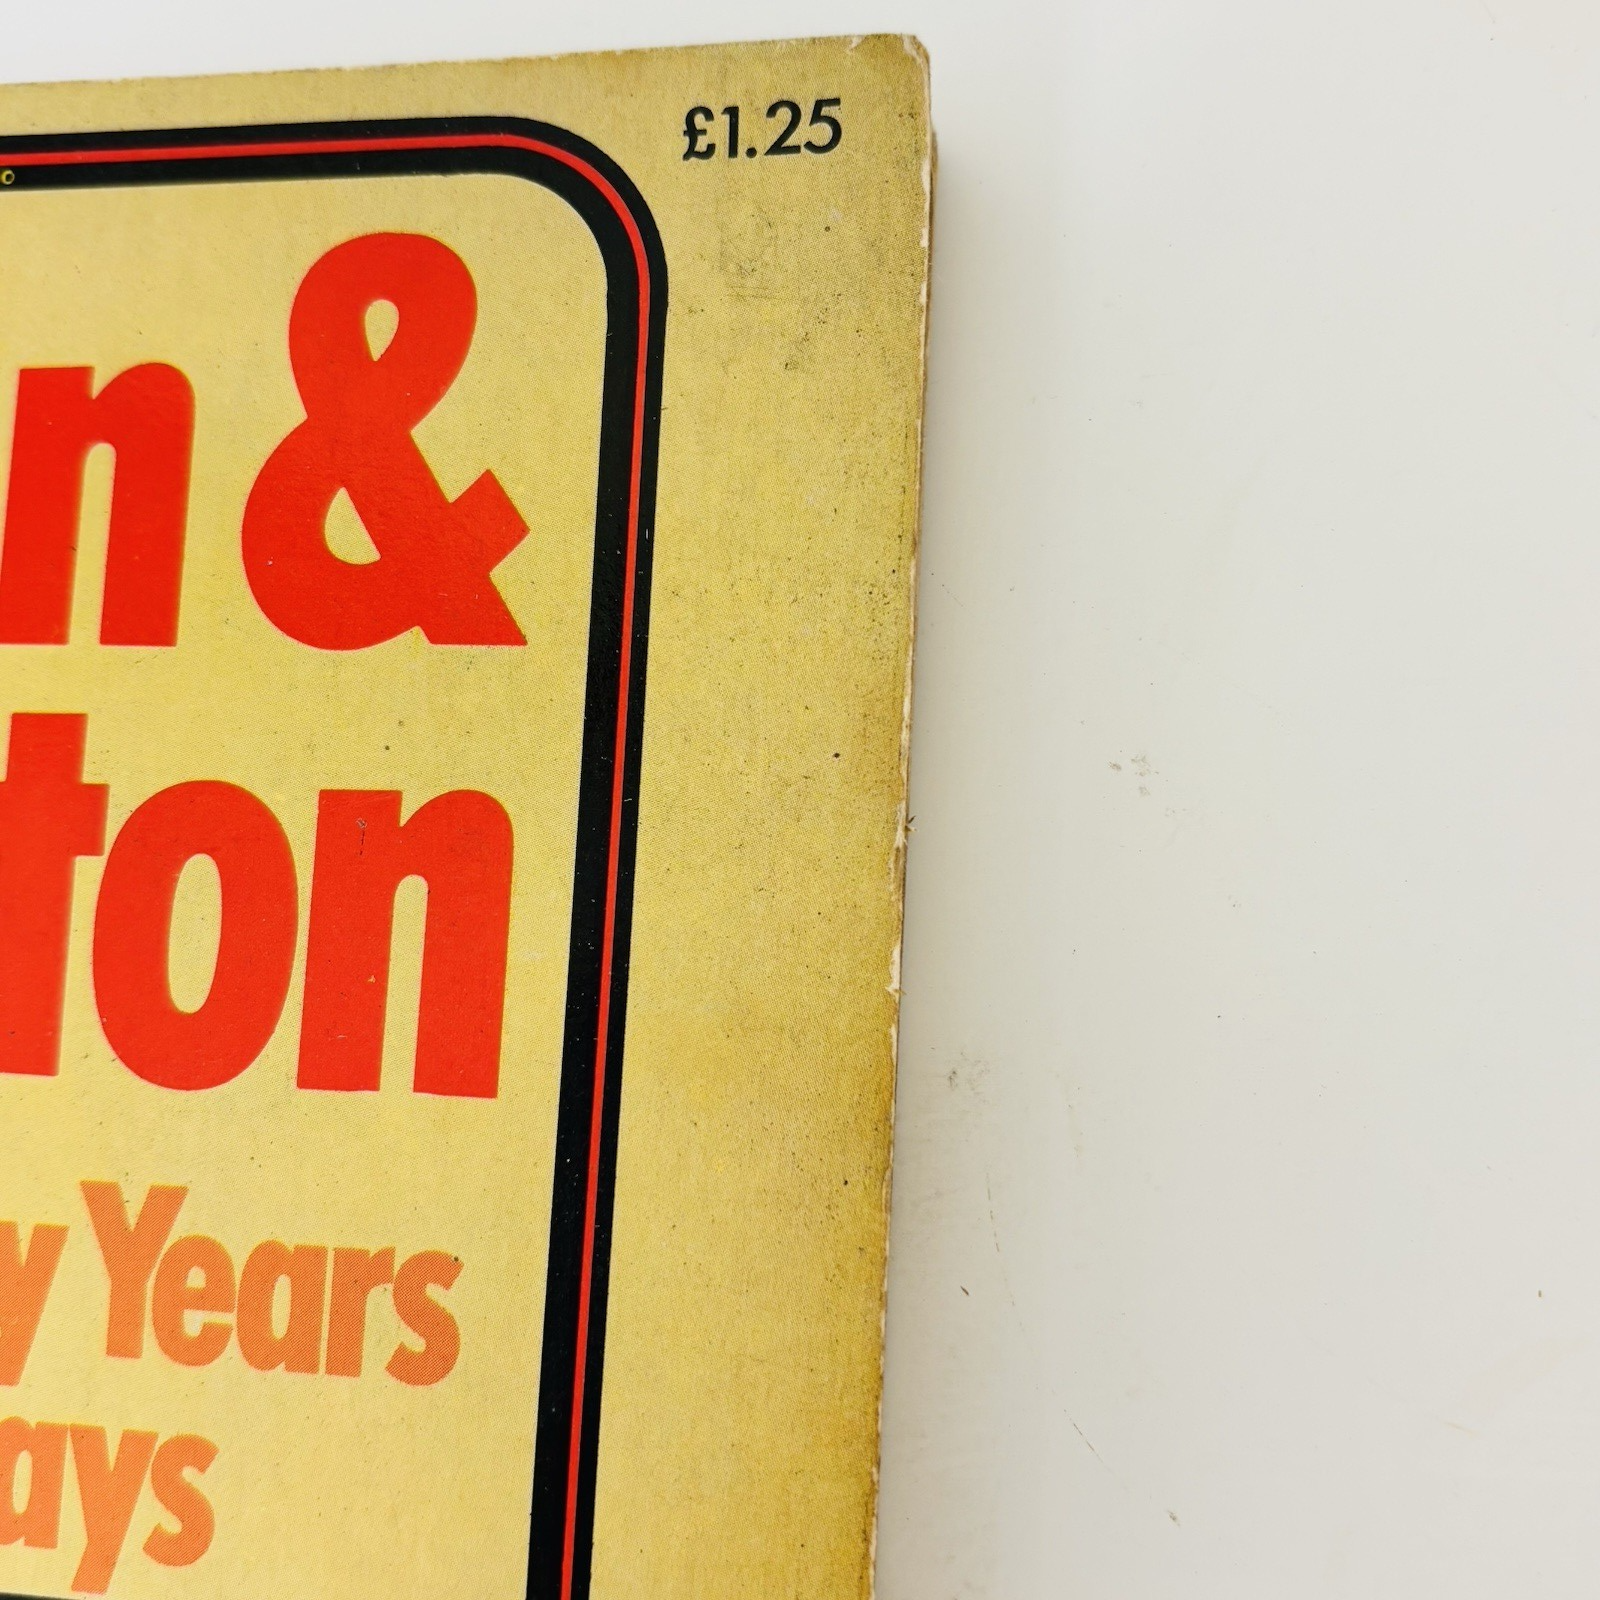 £1.25
n &
ton
y Years
ays